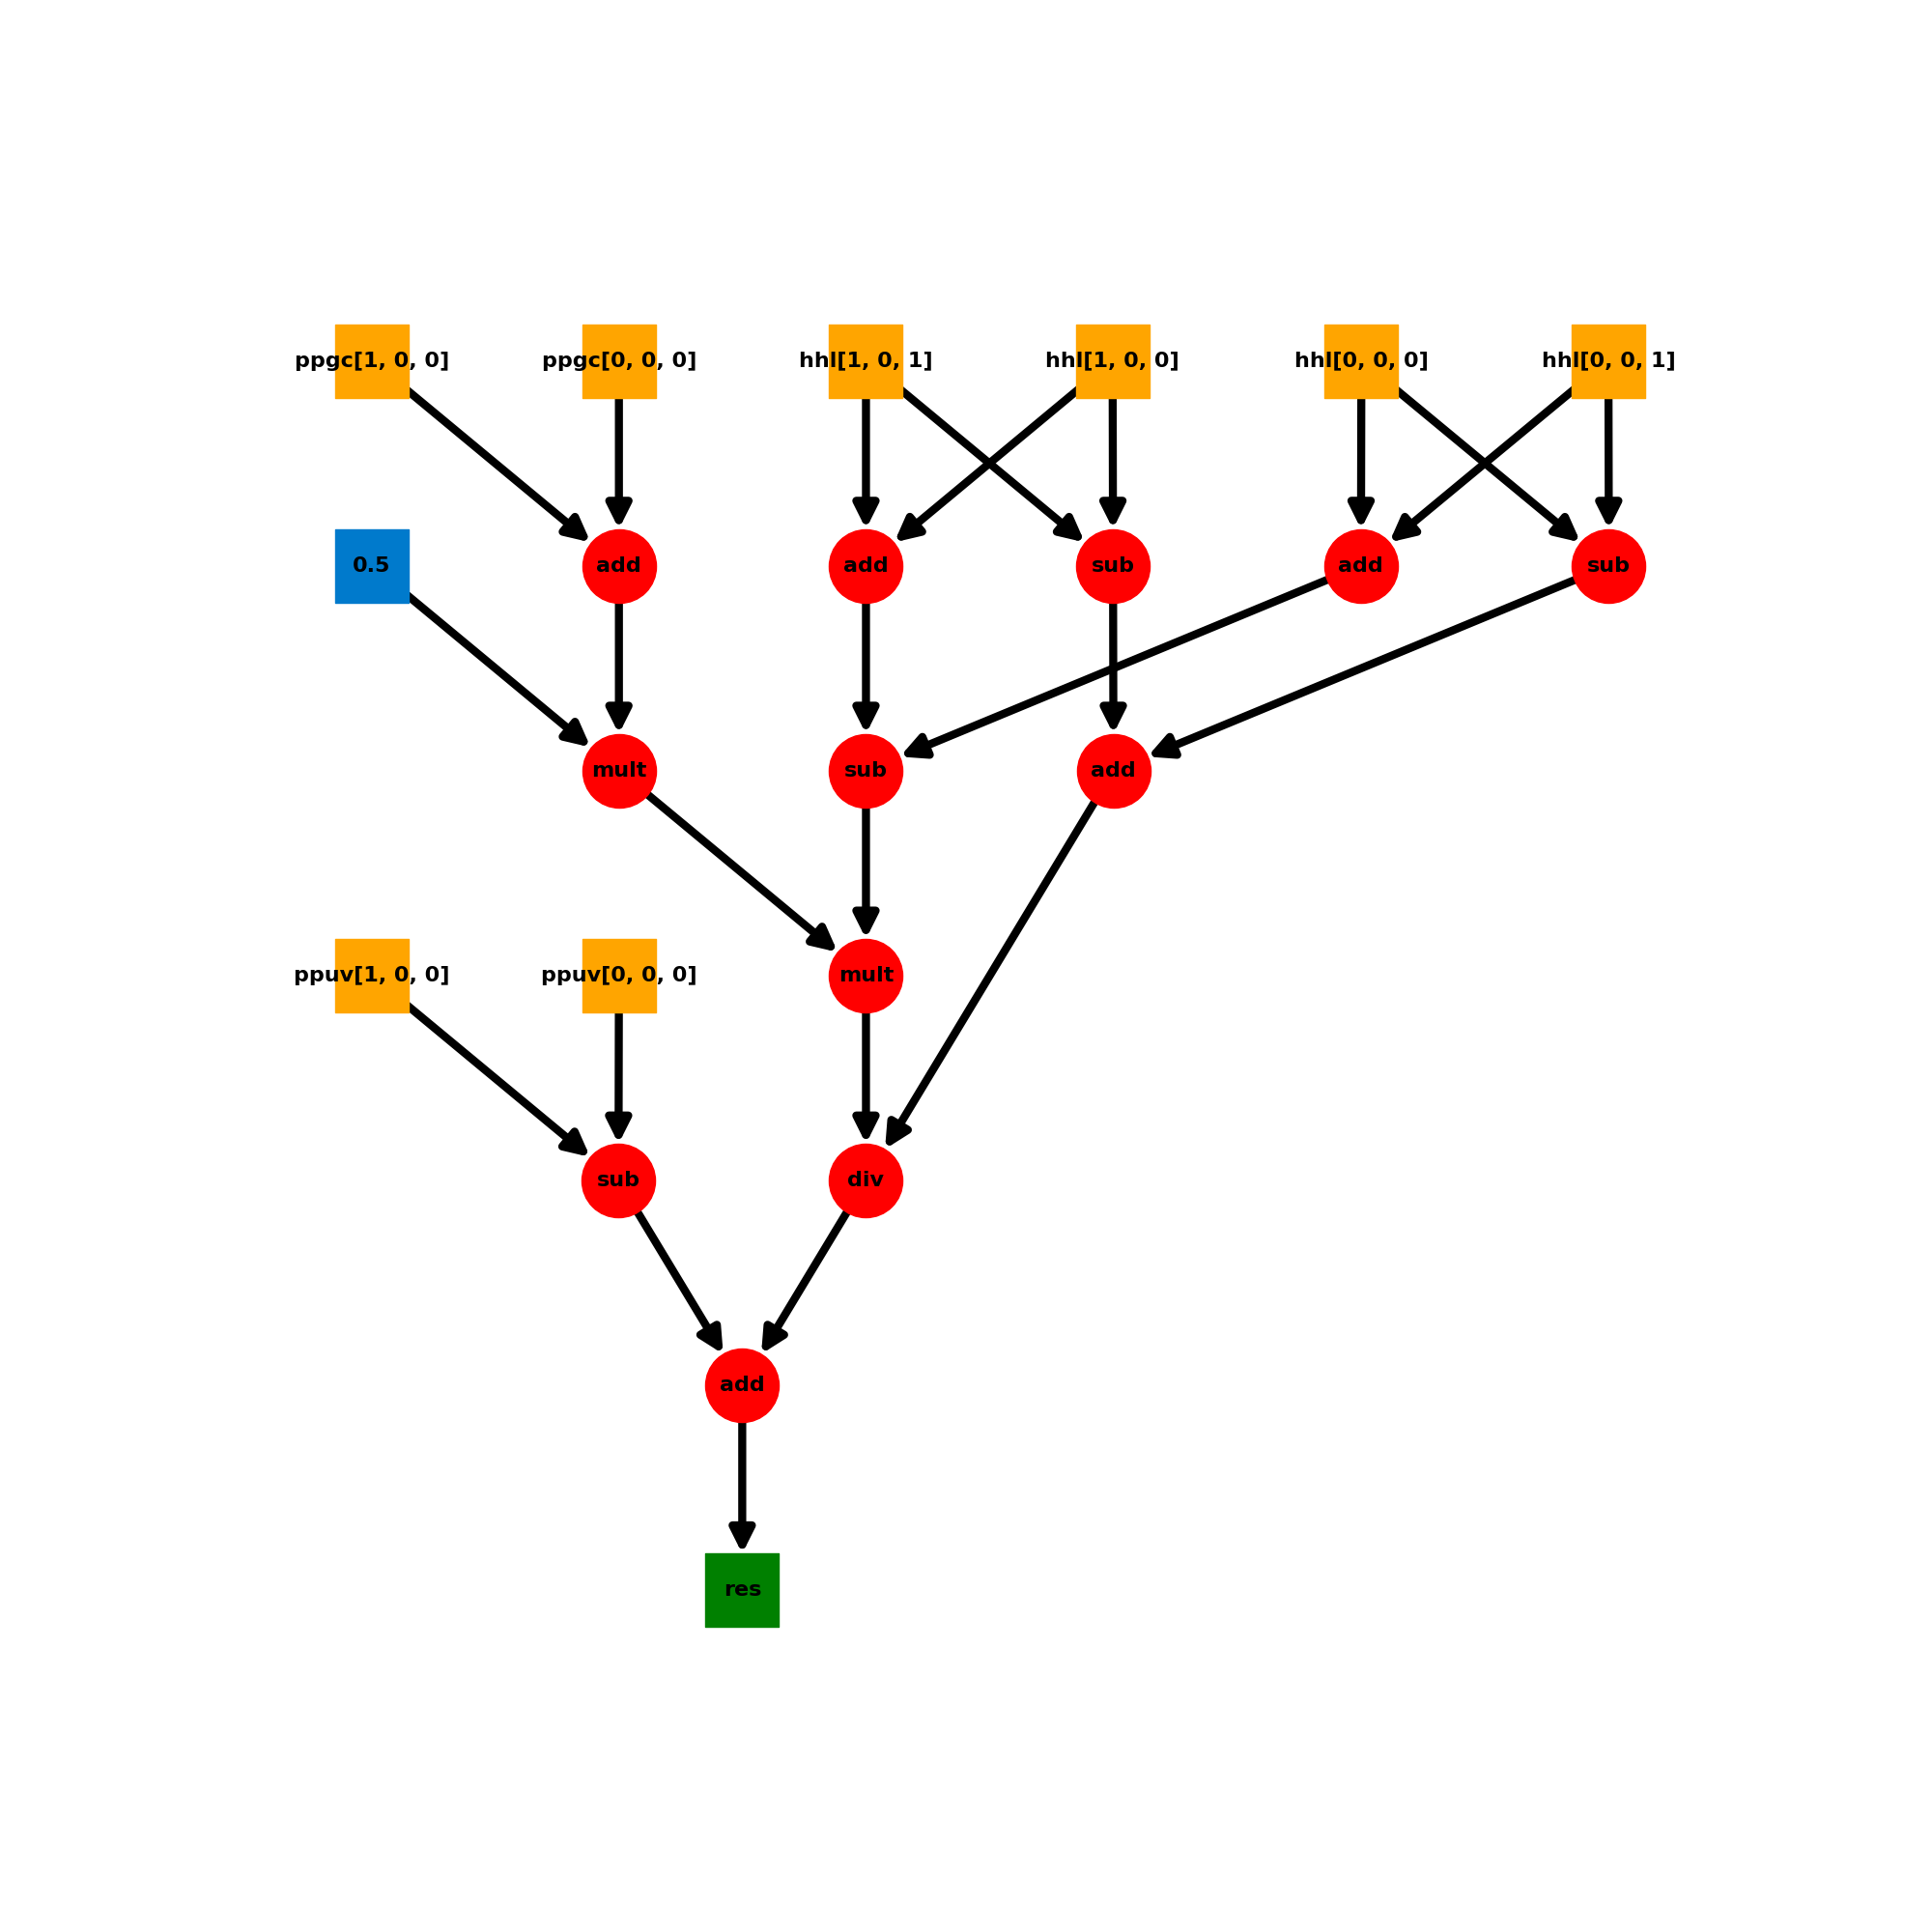 ppgc[1, 0, 0] ppgc[0, 0, 0] hhl[1, 0, 1] hhl[1, 0, 0] hhl[0, 0, 0] hhl[0, 0, 1]
0.5 add add sub add sub
mult sub add
ppuv[1, 0, 0] ppuv[0, 0, 0] mult
sub div
add
res